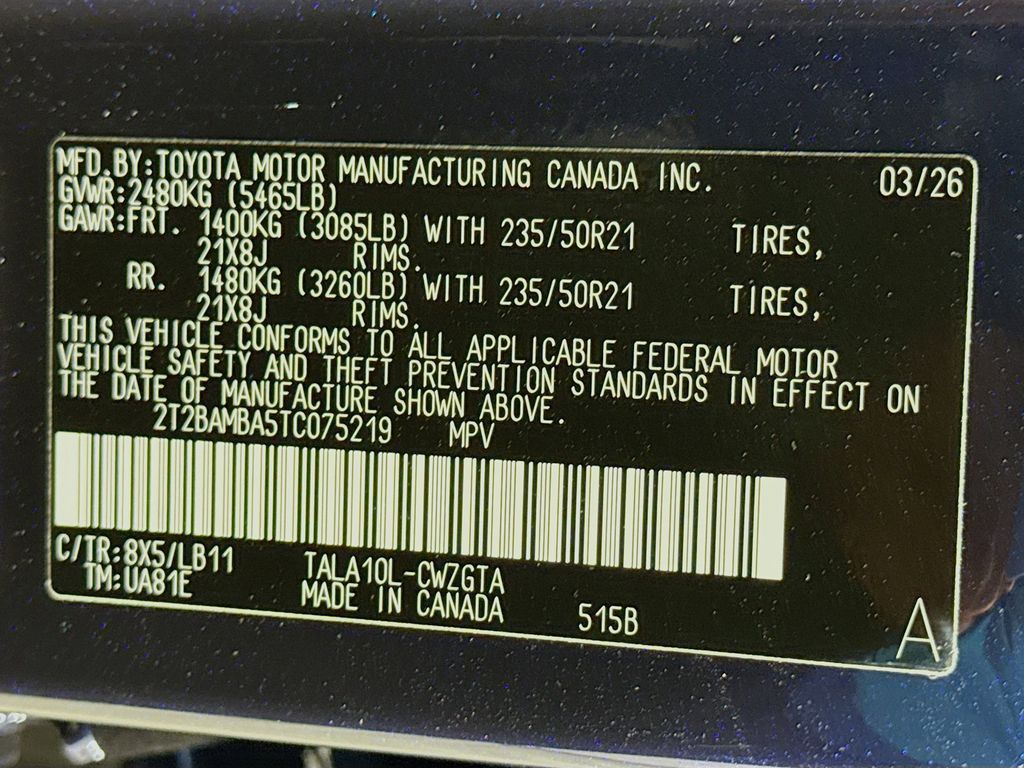 MFD.BY:TOYOTA MOTOR MANUFACTURING CANADA INC. 03/26
GVWR:2480KG (5465LB)
GAWR:FRT. 1400KG (3085LB) WITH 235/50R21 TIRES,
21X8J RIMS.
RR. 1480KG (3260LB) WITH 235/50R21 TIRES,
21X8J RIMS.
THIS VEHICLE CONFORMS TO ALL APPLICABLE FEDERAL MOTOR
VEHICLE SAFETY AND THEFT PREVENTION STANDARDS IN EFFECT ON
THE DATE OF MANUFACTURE SHOWN ABOVE.
2T2BAMBA5TC075219 MPV
C/TR:8X5/LB11 TALA10L-CWZGTA
TM:UA81E MADE IN CANADA 515B A